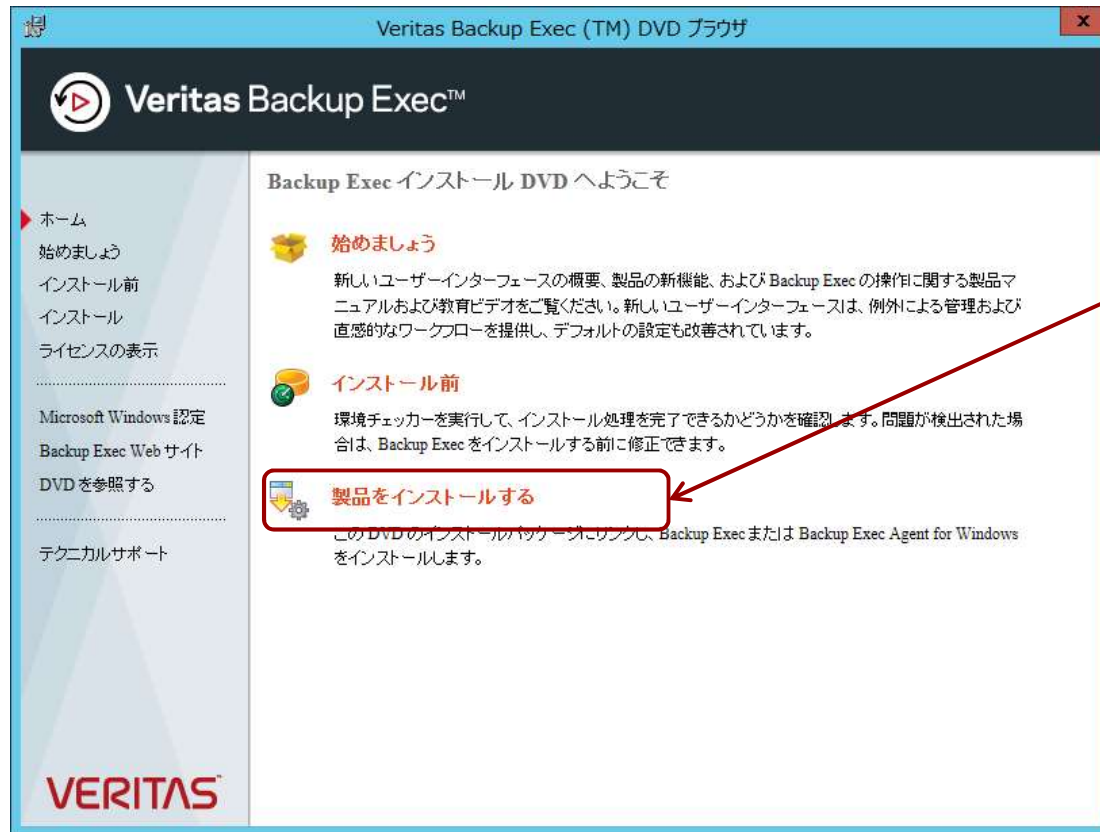 Veritas Backup Exec (TM) DVD ブラウザ
x
Veritas Backup Exec™
Backup Exec インストール DVD へようこそ
ホーム
始めましょう
インストール前
インストール
ライセンスの表示
Microsoft Windows 認定
Backup Exec Web サイト
DVD を参照する
テクニカルサポート
始めましょう
新しいユーザーインターフェースの概要、製品の新機能、および Backup Exec の操作に関する製品マ
ニュアルおよび教育ビデオをご覧ください。新しいユーザーインターフェースは、例外による管理および
直感的なワークフローを提供し、デフォルトの設定も改善されています。
インストール前
環境チェッカーを実行して、インストール処理を完了できるかどうかを確認します。問題が検出された場
合は、Backup Exec をインストールする前に修正できます。
製品をインストールする
この DVD のインストールパッケージにリンクし、Backup Exec または Backup Exec Agent for Windows
をインストールします。
VERITAS™